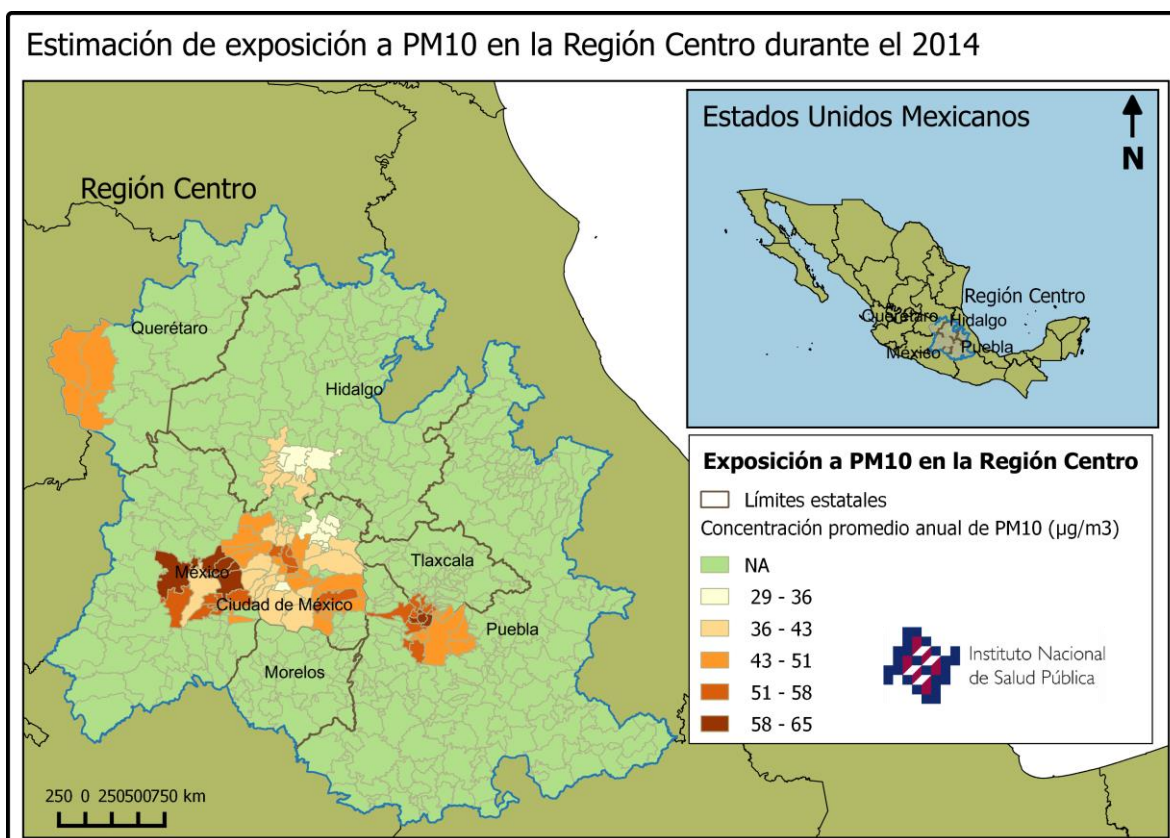 Estimación de exposición a PM10 en la Región Centro durante el 2014
Región Centro
Querétaro
Hidalgo
Tlaxcala
México
Ciudad de México
Puebla
Morelos
250 0 250500750 km
Estados Unidos Mexicanos
N
Región Centro
Querétaro
Hidalgo
México
Puebla
Exposición a PM10 en la Región Centro
Límites estatales
Concentración promedio anual de PM10 (µg/m3)
NA
29 - 36
36 - 43
43 - 51
51 - 58
58 - 65
Instituto Nacional
de Salud Pública